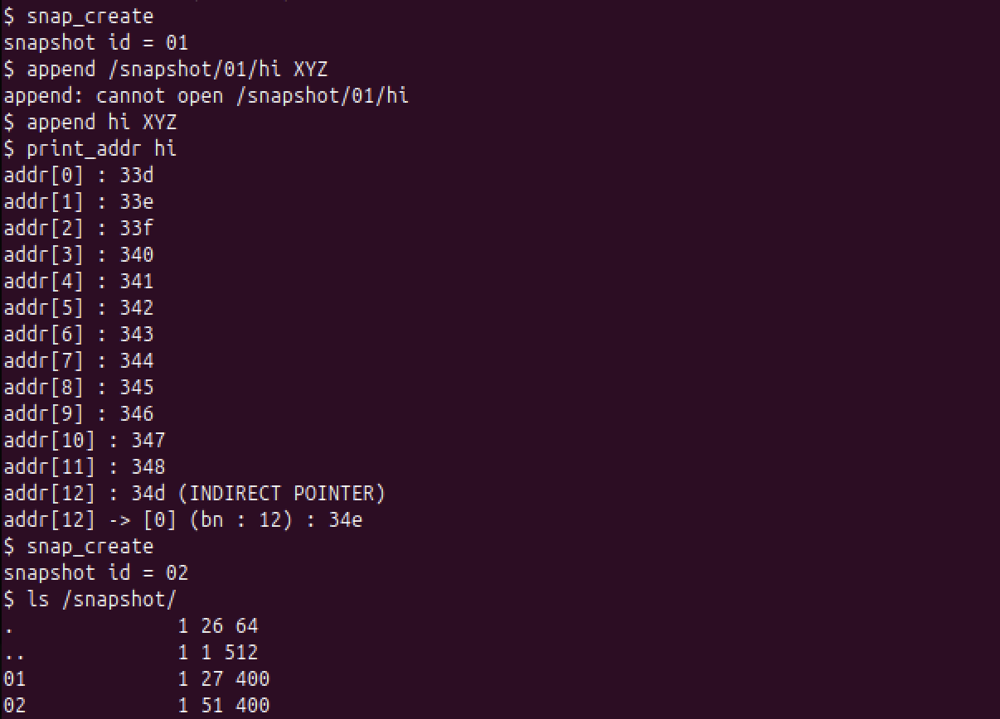 $ snap_create
snapshot id = 01
$ append /snapshot/01/hi XYZ
append: cannot open /snapshot/01/hi
$ append hi XYZ
$ print_addr hi
addr[0] : 33d
addr[1] : 33e
addr[2] : 33f
addr[3] : 340
addr[4] : 341
addr[5] : 342
addr[6] : 343
addr[7] : 344
addr[8] : 345
addr[9] : 346
addr[10] : 347
addr[11] : 348
addr[12] : 34d (INDIRECT POINTER)
addr[12] -> [0] (bn : 12) : 34e
$ snap_create
snapshot id = 02
$ ls /snapshot/
.              1 26 64
..             1 1 512
01             1 27 400
02             1 51 400